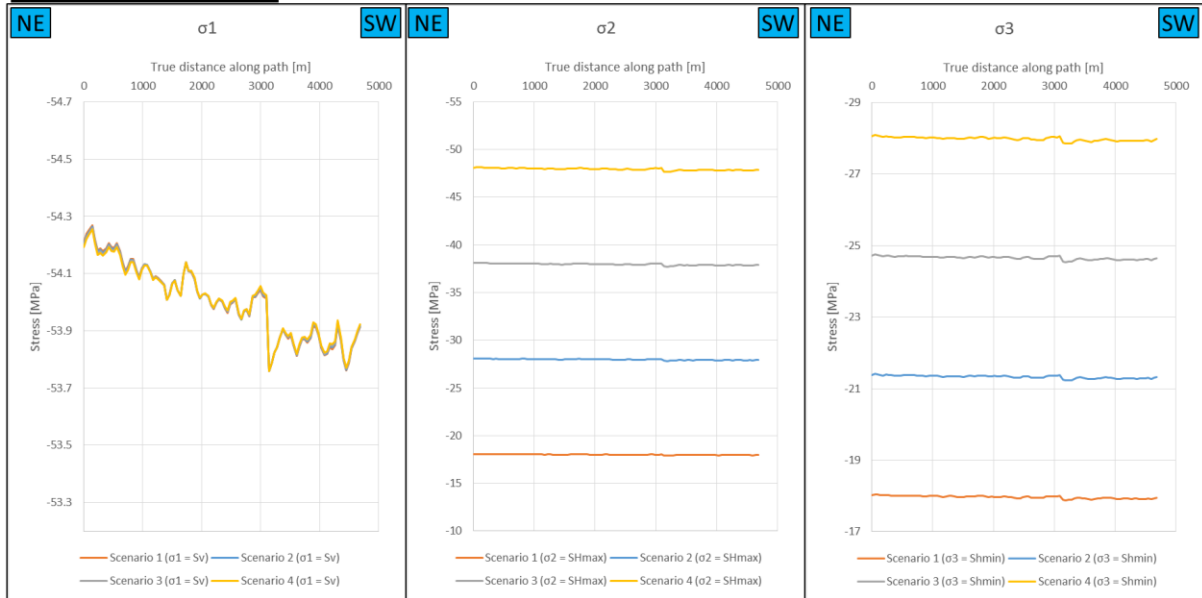 NE
σ1
SW
True distance along path [m]
0 1000 2000 3000 4000 5000
-54.7
-54.5
-54.3
-54.1
-53.9
-53.7
-53.5
-53.3
Stress [MPa]
Scenario 1 (σ1 = Sv) Scenario 2 (σ1 = Sv)
Scenario 3 (σ1 = Sv) Scenario 4 (σ1 = Sv)
NE
σ2
SW
True distance along path [m]
0 1000 2000 3000 4000 5000
-55
-50
-45
-40
-35
-30
-25
-20
-15
-10
Stress [MPa]
Scenario 1 (σ2 = SHmax) Scenario 2 (σ2 = SHmax)
Scenario 3 (σ2 = SHmax) Scenario 4 (σ2 = SHmax)
NE
σ3
SW
True distance along path [m]
0 1000 2000 3000 4000 5000
-29
-27
-25
-23
-21
-19
-17
Stress [MPa]
Scenario 1 (σ3 = Shmin) Scenario 2 (σ3 = Shmin)
Scenario 3 (σ3 = Shmin) Scenario 4 (σ3 = Shmin)